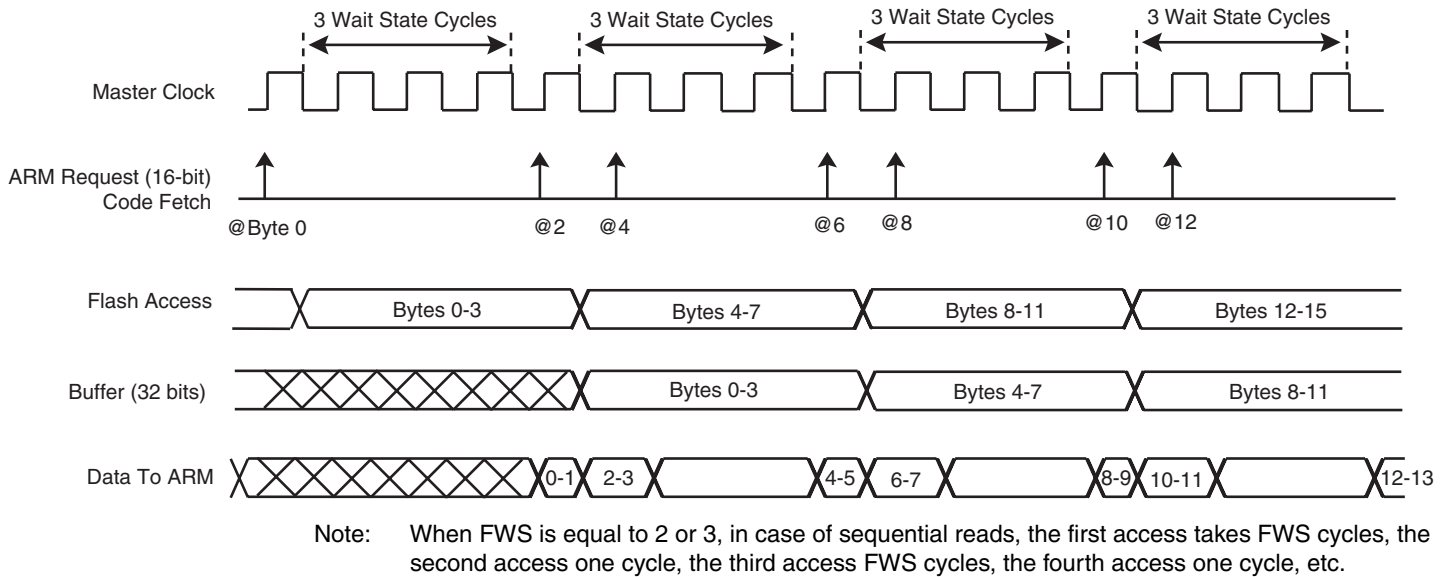 3 Wait State Cycles 3 Wait State Cycles 3 Wait State Cycles 3 Wait State Cycles
Master Clock
ARM Request (16-bit)
Code Fetch
@Byte 0 @2 @4 @6 @8 @10 @12
Flash Access Bytes 0-3 Bytes 4-7 Bytes 8-11 Bytes 12-15
Buffer (32 bits) Bytes 0-3 Bytes 4-7 Bytes 8-11
Data To ARM 0-1 2-3 4-5 6-7 8-9 10-11 12-13
Note: When FWS is equal to 2 or 3, in case of sequential reads, the first access takes FWS cycles, the
second access one cycle, the third access FWS cycles, the fourth access one cycle, etc.